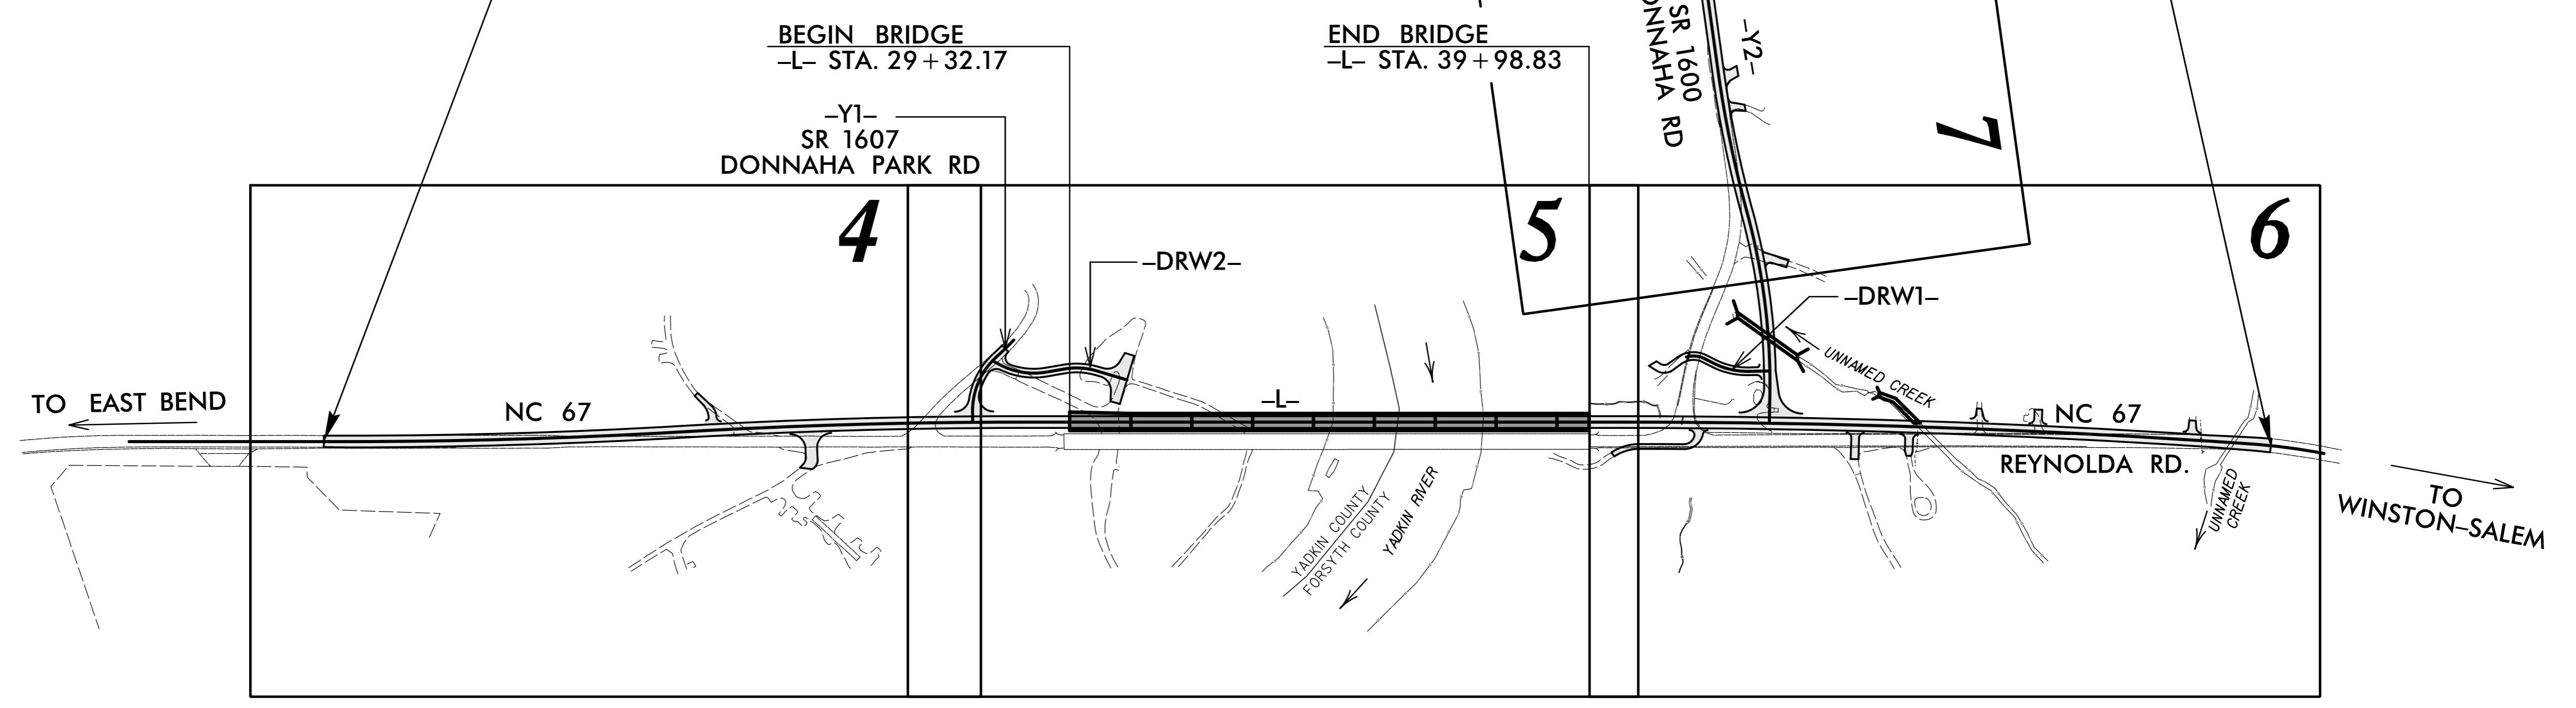 BEGIN BRIDGE
–L– STA. 29+32.17
END BRIDGE
–L– STA. 39+98.83
SR 1600
DONNAHA RD
–Y2–
–Y1–
SR 1607
DONNAHA PARK RD
7
4
5
6
–DRW2–
–DRW1–
UNNAMED CREEK
TO EAST BEND
NC 67
–L–
NC 67
REYNOLDA RD.
YADKIN COUNTY
FORSYTH COUNTY
YADKIN RIVER
UNNAMED
CREEK
TO
WINSTON–SALEM